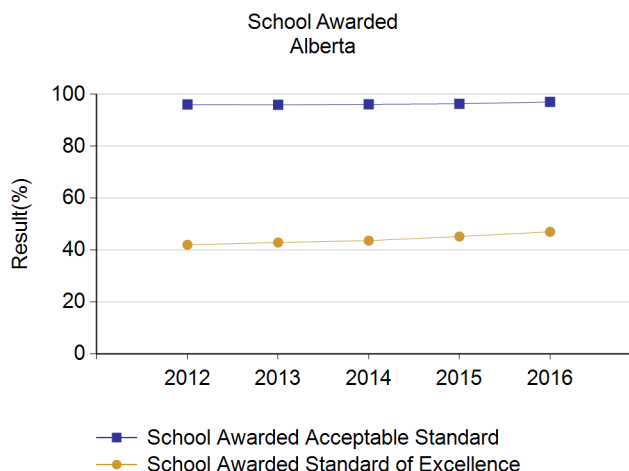 School Awarded
Alberta
Result(%)
100
80
60
40
20
0
2012 2013 2014 2015 2016
School Awarded Acceptable Standard
School Awarded Standard of Excellence